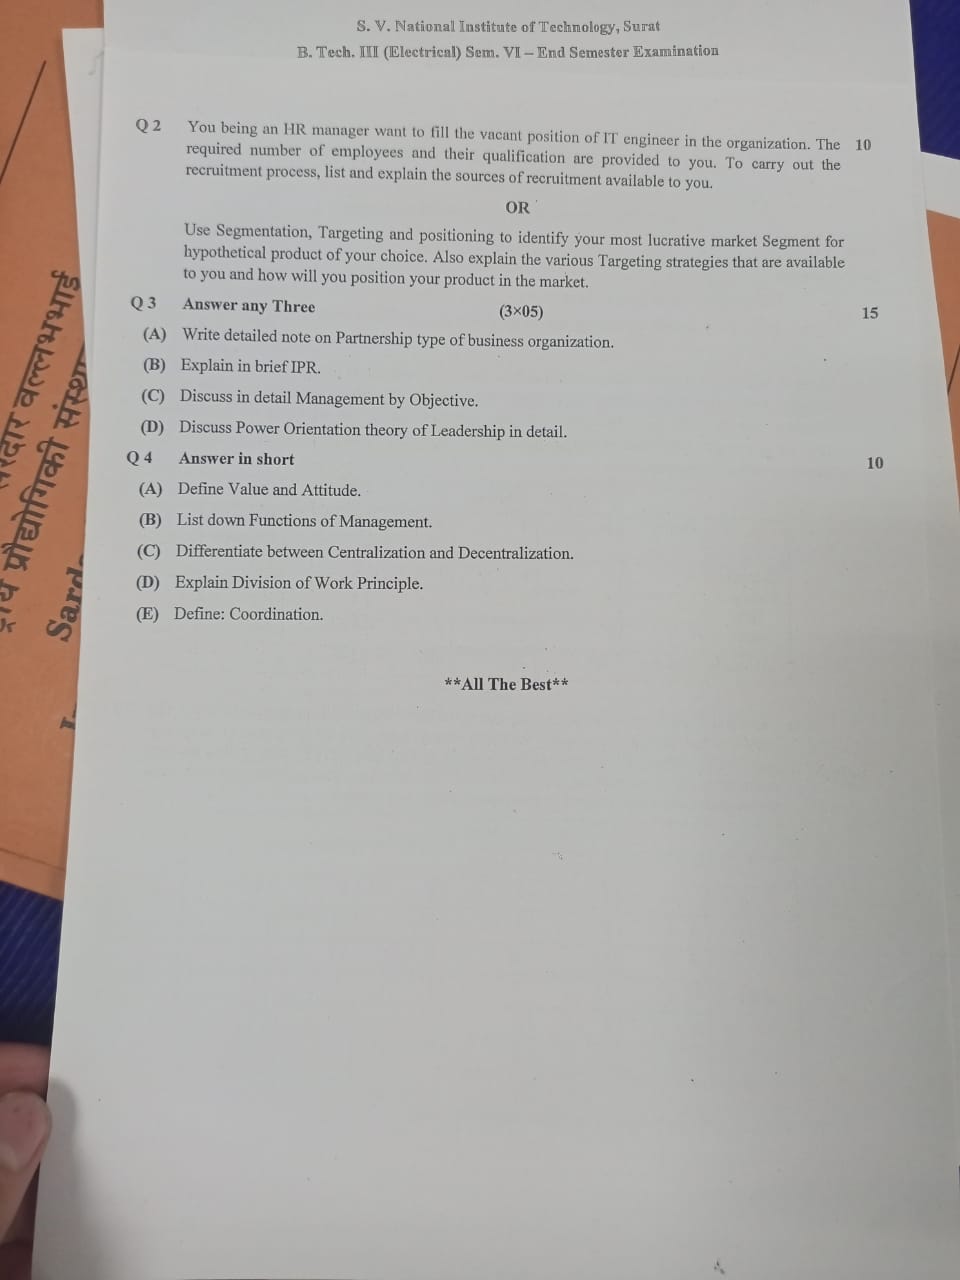 S. V. National Institute of Technology, Surat
B. Tech. III (Electrical) Sem. VI – End Semester Examination
Q 2 You being an HR manager want to fill the vacant position of IT engineer in the organization. The 10
required number of employees and their qualification are provided to you. To carry out the
recruitment process, list and explain the sources of recruitment available to you.
OR
Use Segmentation, Targeting and positioning to identify your most lucrative market Segment for
hypothetical product of your choice. Also explain the various Targeting strategies that are available
to you and how will you position your product in the market.
Q 3 Answer any Three (3×05) 15
(A) Write detailed note on Partnership type of business organization.
(B) Explain in brief IPR.
(C) Discuss in detail Management by Objective.
(D) Discuss Power Orientation theory of Leadership in detail.
Q 4 Answer in short 10
(A) Define Value and Attitude.
(B) List down Functions of Management.
(C) Differentiate between Centralization and Decentralization.
(D) Explain Division of Work Principle.
(E) Define: Coordination.
**All The Best**
वल्लभभाई
प्रौद्योगिकी